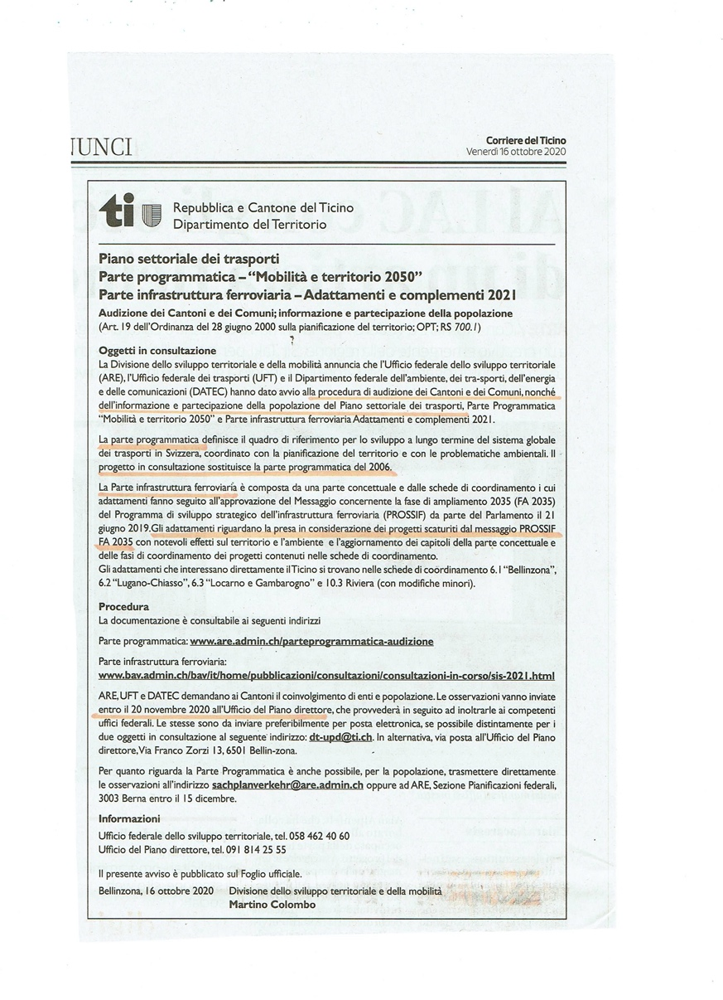 NUNCI
Corriere del Ticino
Venerdì 16 ottobre 2020
ti
Repubblica e Cantone del Ticino
Dipartimento del Territorio
Piano settoriale dei trasporti
Parte programmatica – “Mobilità e territorio 2050”
Parte infrastruttura ferroviaria – Adattamenti e complementi 2021
Audizione dei Cantoni e dei Comuni; informazione e partecipazione della popolazione
(Art. 19 dell’Ordinanza del 28 giugno 2000 sulla pianificazione del territorio; OPT; RS 700.1)
?
Oggetti in consultazione
La Divisione dello sviluppo territoriale e della mobilità annuncia che l’Ufficio federale dello sviluppo territoriale
(ARE), l’Ufficio federale dei trasporti (UFT) e il Dipartimento federale dell’ambiente, dei tra-sporti, dell’energia
e delle comunicazioni (DATEC) hanno dato avvio alla procedura di audizione dei Cantoni e dei Comuni, nonché
dell’informazione e partecipazione della popolazione del Piano settoriale dei trasporti, Parte Programmatica
“Mobilità e territorio 2050” e Parte infrastruttura ferroviaria Adattamenti e complementi 2021.
La parte programmatica definisce il quadro di riferimento per lo sviluppo a lungo termine del sistema globale
dei trasporti in Svizzera, coordinato con la pianificazione del territorio e con le problematiche ambientali. Il
progetto in consultazione sostituisce la parte programmatica del 2006.
La Parte infrastruttura ferroviaria è composta da una parte concettuale e dalle schede di coordinamento i cui
adattamenti fanno seguito all’approvazione del Messaggio concernente la fase di ampliamento 2035 (FA 2035)
del Programma di sviluppo strategico dell’infrastruttura ferroviaria (PROSSIF) da parte del Parlamento il 21
giugno 2019. Gli adattamenti riguardano la presa in considerazione dei progetti scaturiti dal messaggio PROSSIF
FA 2035 con notevoli effetti sul territorio e l’ambiente e l’aggiornamento dei capitoli della parte concettuale e
delle fasi di coordinamento dei progetti contenuti nelle schede di coordinamento.
Gli adattamenti che interessano direttamente il Ticino si trovano nelle schede di coordinamento 6.1 “Bellinzona”,
6.2 “Lugano-Chiasso”, 6.3 “Locarno e Gambarogno” e 10.3 Riviera (con modifiche minori).
Procedura
La documentazione è consultabile ai seguenti indirizzi
Parte programmatica: www.are.admin.ch/parteprogrammatica-audizione
Parte infrastruttura ferroviaria:
www.bav.admin.ch/bav/it/home/pubblicazioni/consultazioni/consultazioni-in-corso/sis-2021.html
ARE, UFT e DATEC demandano ai Cantoni il coinvolgimento di enti e popolazione. Le osservazioni vanno inviate
entro il 20 novembre 2020 all’Ufficio del Piano direttore, che provvederà in seguito ad inoltrarle ai competenti
uffici federali. Le stesse sono da inviare preferibilmente per posta elettronica, se possibile distintamente per i
due oggetti in consultazione al seguente indirizzo: dt-upd@ti.ch. In alternativa, via posta all’Ufficio del Piano
direttore, Via Franco Zorzi 13, 6501 Bellin-zona.
Per quanto riguarda la Parte Programmatica è anche possibile, per la popolazione, trasmettere direttamente
le osservazioni all’indirizzo sachplanverkehr@are.admin.ch oppure ad ARE, Sezione Pianificazioni federali,
3003 Berna entro il 15 dicembre.
Informazioni
Ufficio federale dello sviluppo territoriale, tel. 058 462 40 60
Ufficio del Piano direttore, tel. 091 814 25 55
Il presente avviso è pubblicato sul Foglio ufficiale.
Bellinzona, 16 ottobre 2020 Divisione dello sviluppo territoriale e della mobilità
Martino Colombo